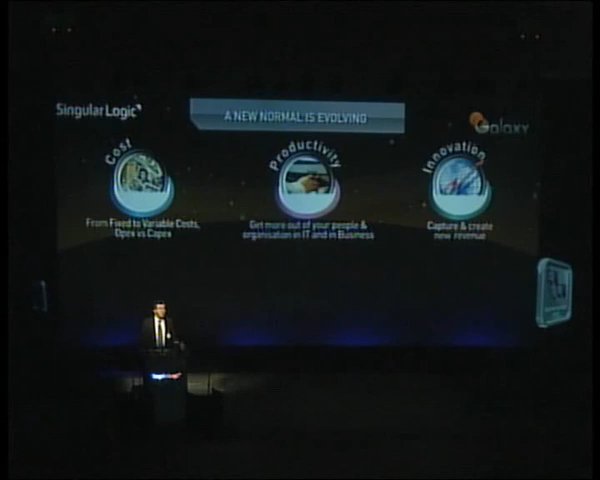 SingularLogic
A NEW NORMAL IS EVOLVING
Galaxy
Cost
Productivity
Innovation
From Fixed to Variable Costs,
Opex vs Capex
Get more out of your people &
organisation in IT and in Business
Capture & create
new revenue